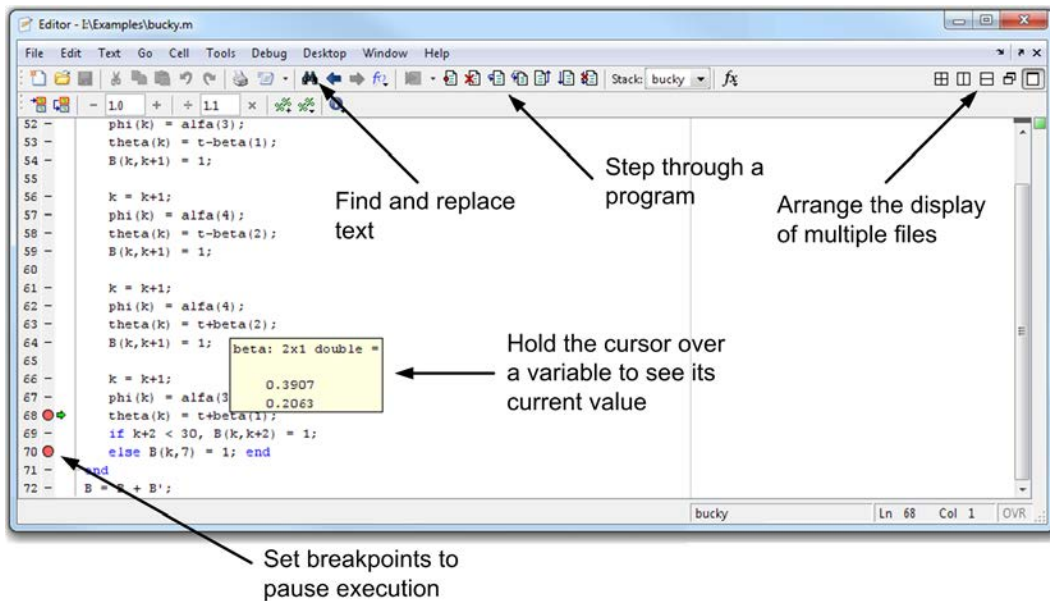 Editor - I:\Examples\bucky.m
File Edit Text Go Cell Tools Debug Desktop Window Help
Stack: bucky fx
- 1.0 + ÷ 1.1 ×
52 - phi(k) = alfa(3);
53 - theta(k) = t-beta(1);
54 - B(k,k+1) = 1;
55
56 - k = k+1;
57 - phi(k) = alfa(4);
58 - theta(k) = t-beta(2);
59 - B(k,k+1) = 1;
60
61 - k = k+1;
62 - phi(k) = alfa(4);
63 - theta(k) = t+beta(2);
64 - B(k,k+1) = 1;
65
66 - k = k+1;
67 - phi(k) = alfa(3
68 theta(k) = t+beta(1);
69 - if k+2 < 30, B(k,k+2) = 1;
70 else B(k,7) = 1; end
71 - end
72 - B = B + B';
beta: 2x1 double =
0.3907
0.2063
Find and replace
text
Step through a
program
Arrange the display
of multiple files
Hold the cursor over
a variable to see its
current value
bucky Ln 68 Col 1 OVR
Set breakpoints to
pause execution